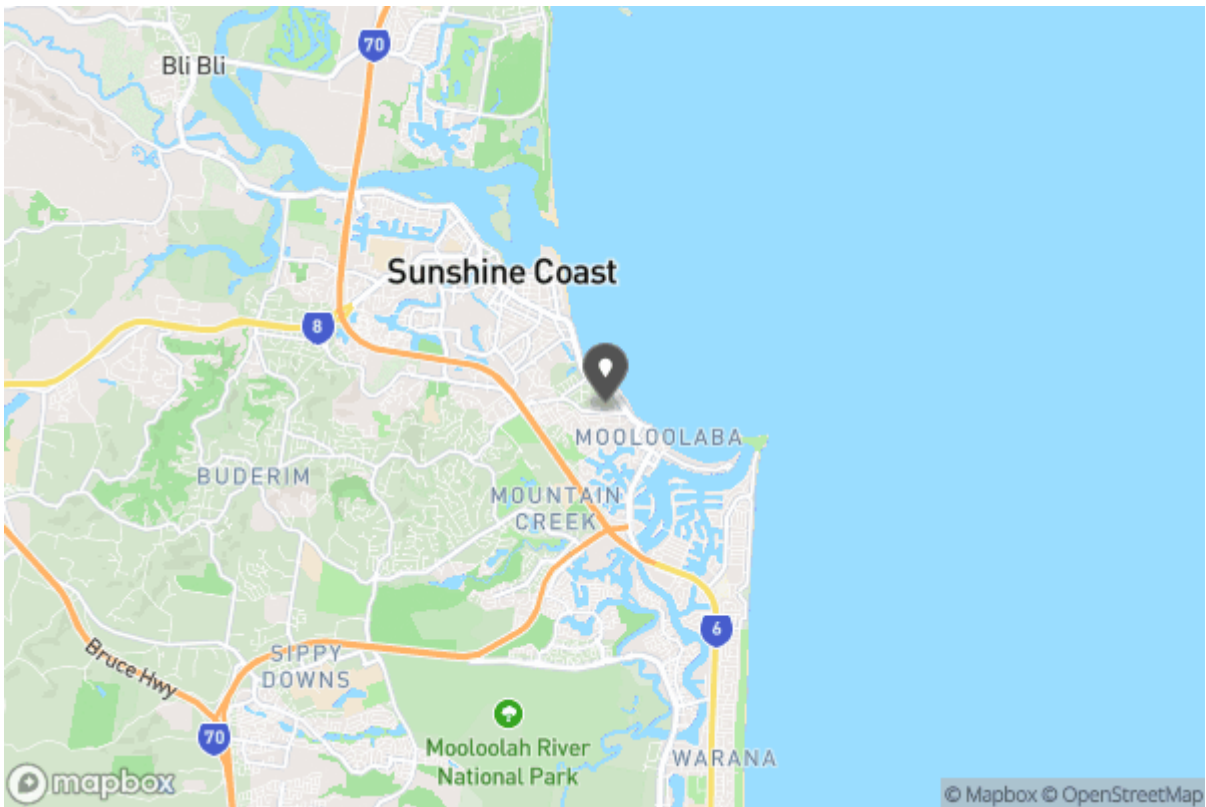 70
Bli Bli
Sunshine Coast
8
MOOLOOLABA
BUDERIM
MOUNTAIN
CREEK
6
Bruce Hwy
SIPPY
DOWNS
70
Mooloolah River
National Park
WARANA
mapbox
© Mapbox © OpenStreetMap